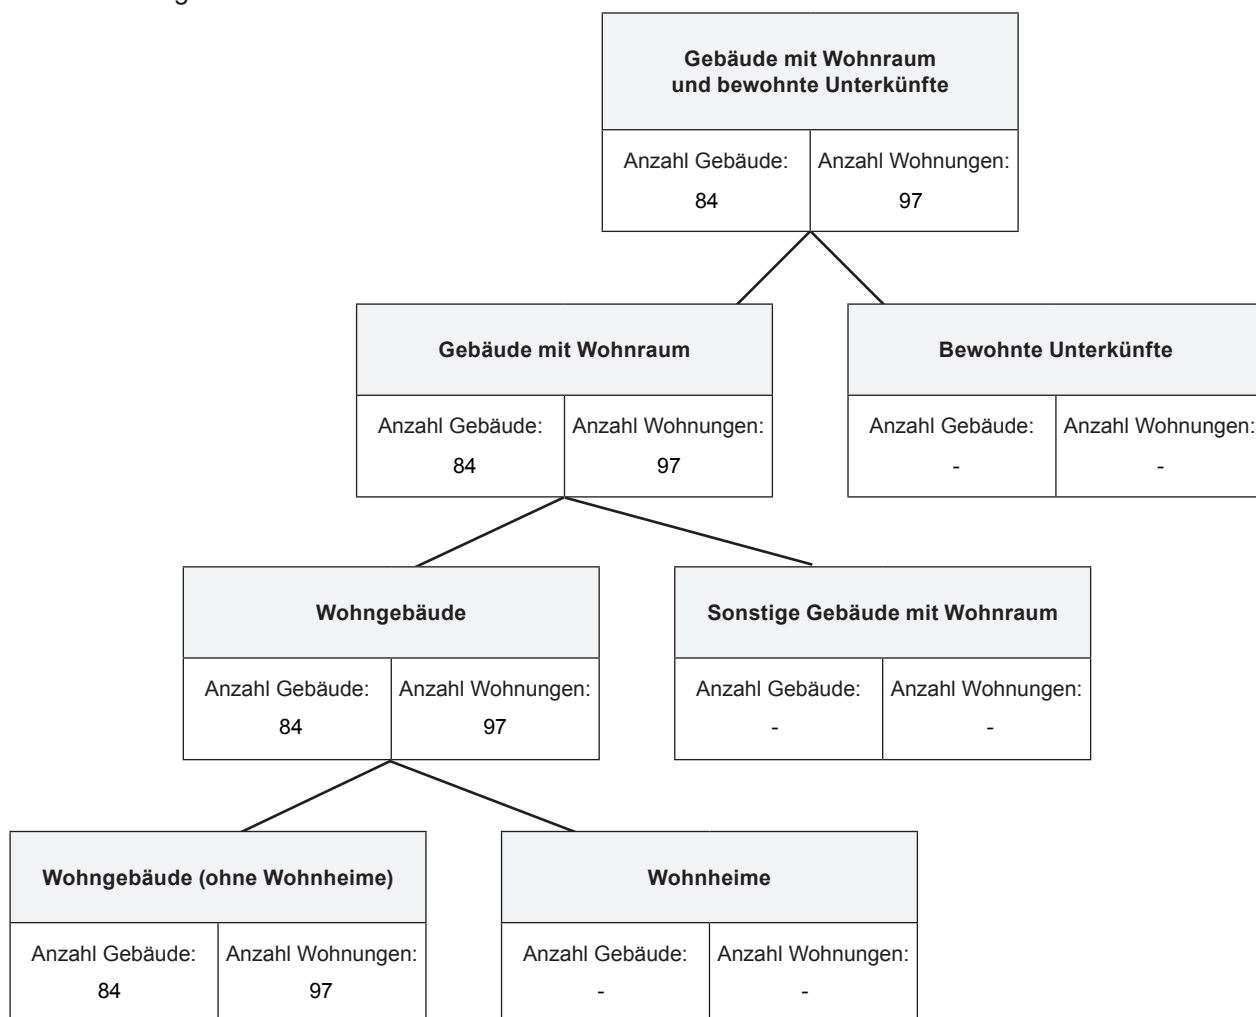 Gebäude mit Wohnraum
und bewohnte Unterkünfte
Anzahl Gebäude: Anzahl Wohnungen:
84 97
Gebäude mit Wohnraum
Anzahl Gebäude: Anzahl Wohnungen:
84 97
Bewohnte Unterkünfte
Anzahl Gebäude: Anzahl Wohnungen:
- -
Wohngebäude
Anzahl Gebäude: Anzahl Wohnungen:
84 97
Sonstige Gebäude mit Wohnraum
Anzahl Gebäude: Anzahl Wohnungen:
- -
Wohngebäude (ohne Wohnheime)
Anzahl Gebäude: Anzahl Wohnungen:
84 97
Wohnheime
Anzahl Gebäude: Anzahl Wohnungen:
- -